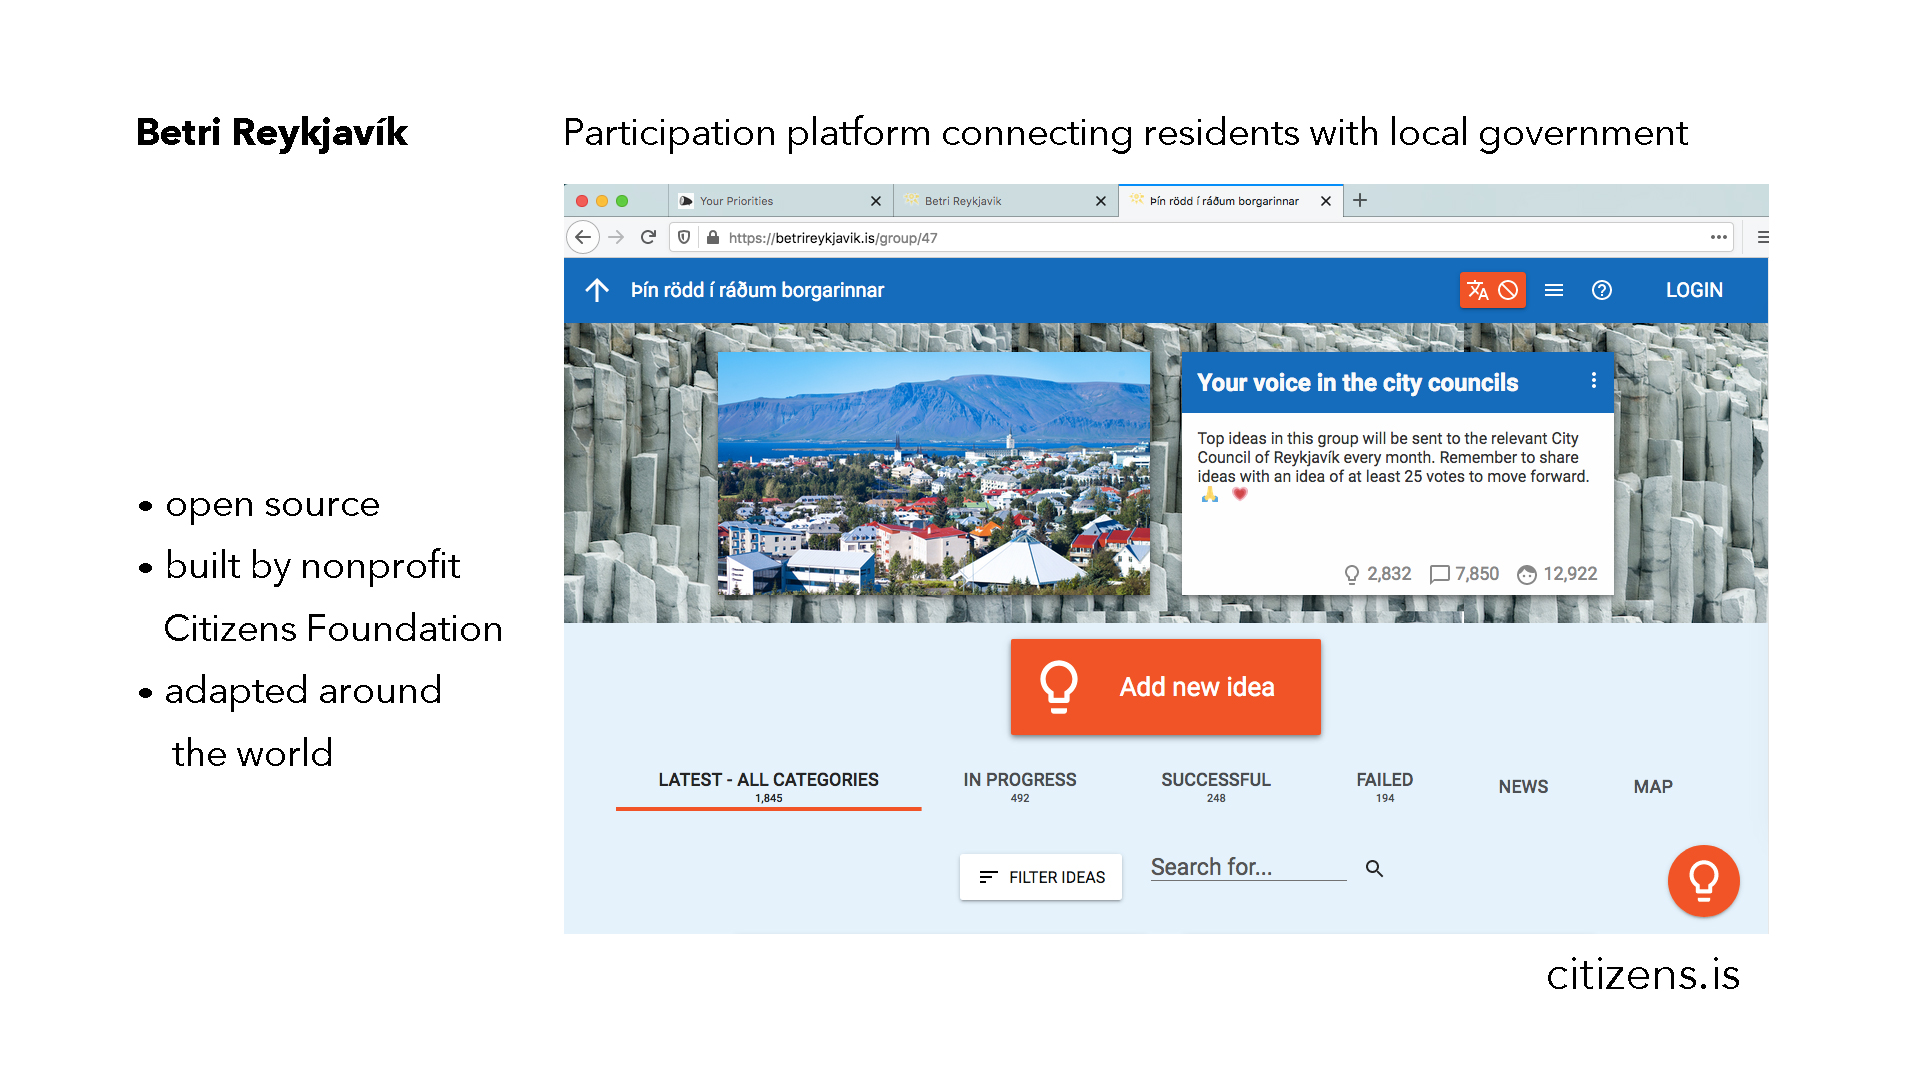 Betri Reykjavík
Participation platform connecting residents with local government
• open source
• built by nonprofit
Citizens Foundation
• adapted around
the world
Your Priorities
Betri Reykjavik
Þín rödd í ráðum borgarinnar
https://betrireykjavik.is/group/47
Þín rödd í ráðum borgarinnar
LOGIN
Your voice in the city councils
Top ideas in this group will be sent to the relevant City
Council of Reykjavík every month. Remember to share
ideas with an idea of at least 25 votes to move forward.
🙏 💗
2,832 7,850 12,922
Add new idea
LATEST - ALL CATEGORIES IN PROGRESS SUCCESSFUL FAILED NEWS MAP
1,845 492 248 194
FILTER IDEAS
Search for...
citizens.is